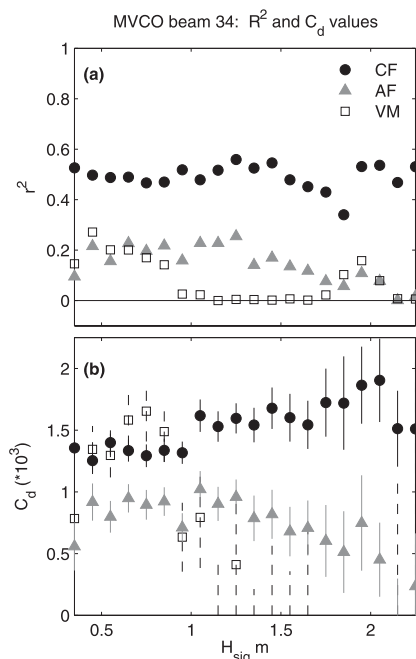 MVCO beam 34: R² and C_d values
(a)
CF
AF
VM
1
0.8
0.6
0.4
0.2
0
r²
(b)
2
1.5
1
0.5
0
C_d (*10³)
0.5
1
1.5
2
H_sig m